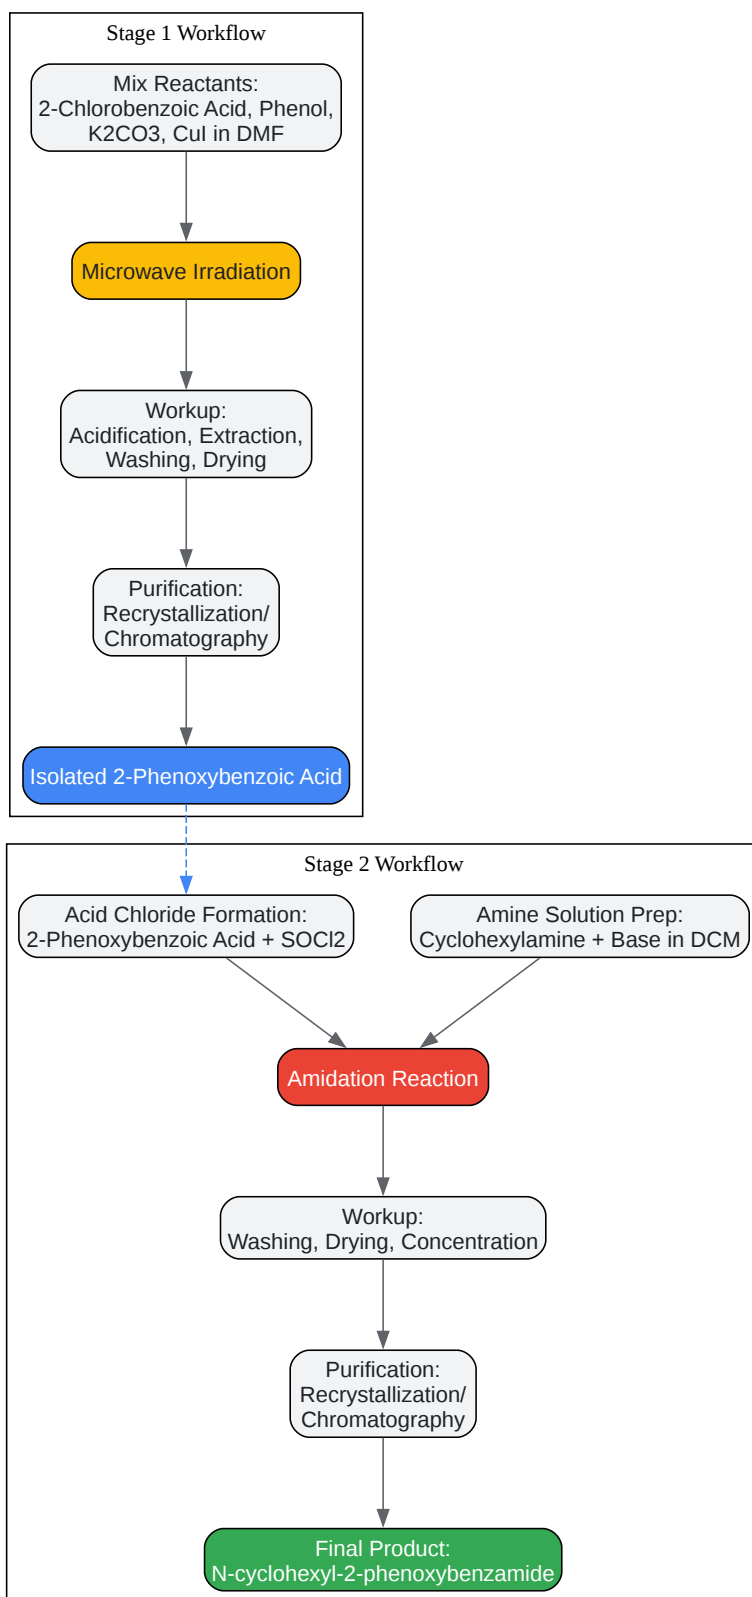 Stage 1 Workflow
Mix Reactants:
2-Chlorobenzoic Acid, Phenol,
K2CO3, CuI in DMF
Microwave Irradiation
Workup:
Acidification, Extraction,
Washing, Drying
Purification:
Recrystallization/
Chromatography
Isolated 2-Phenoxybenzoic Acid
Stage 2 Workflow
Acid Chloride Formation:
2-Phenoxybenzoic Acid + SOCl2
Amine Solution Prep:
Cyclohexylamine + Base in DCM
Amidation Reaction
Workup:
Washing, Drying, Concentration
Purification:
Recrystallization/
Chromatography
Final Product:
N-cyclohexyl-2-phenoxybenzamide